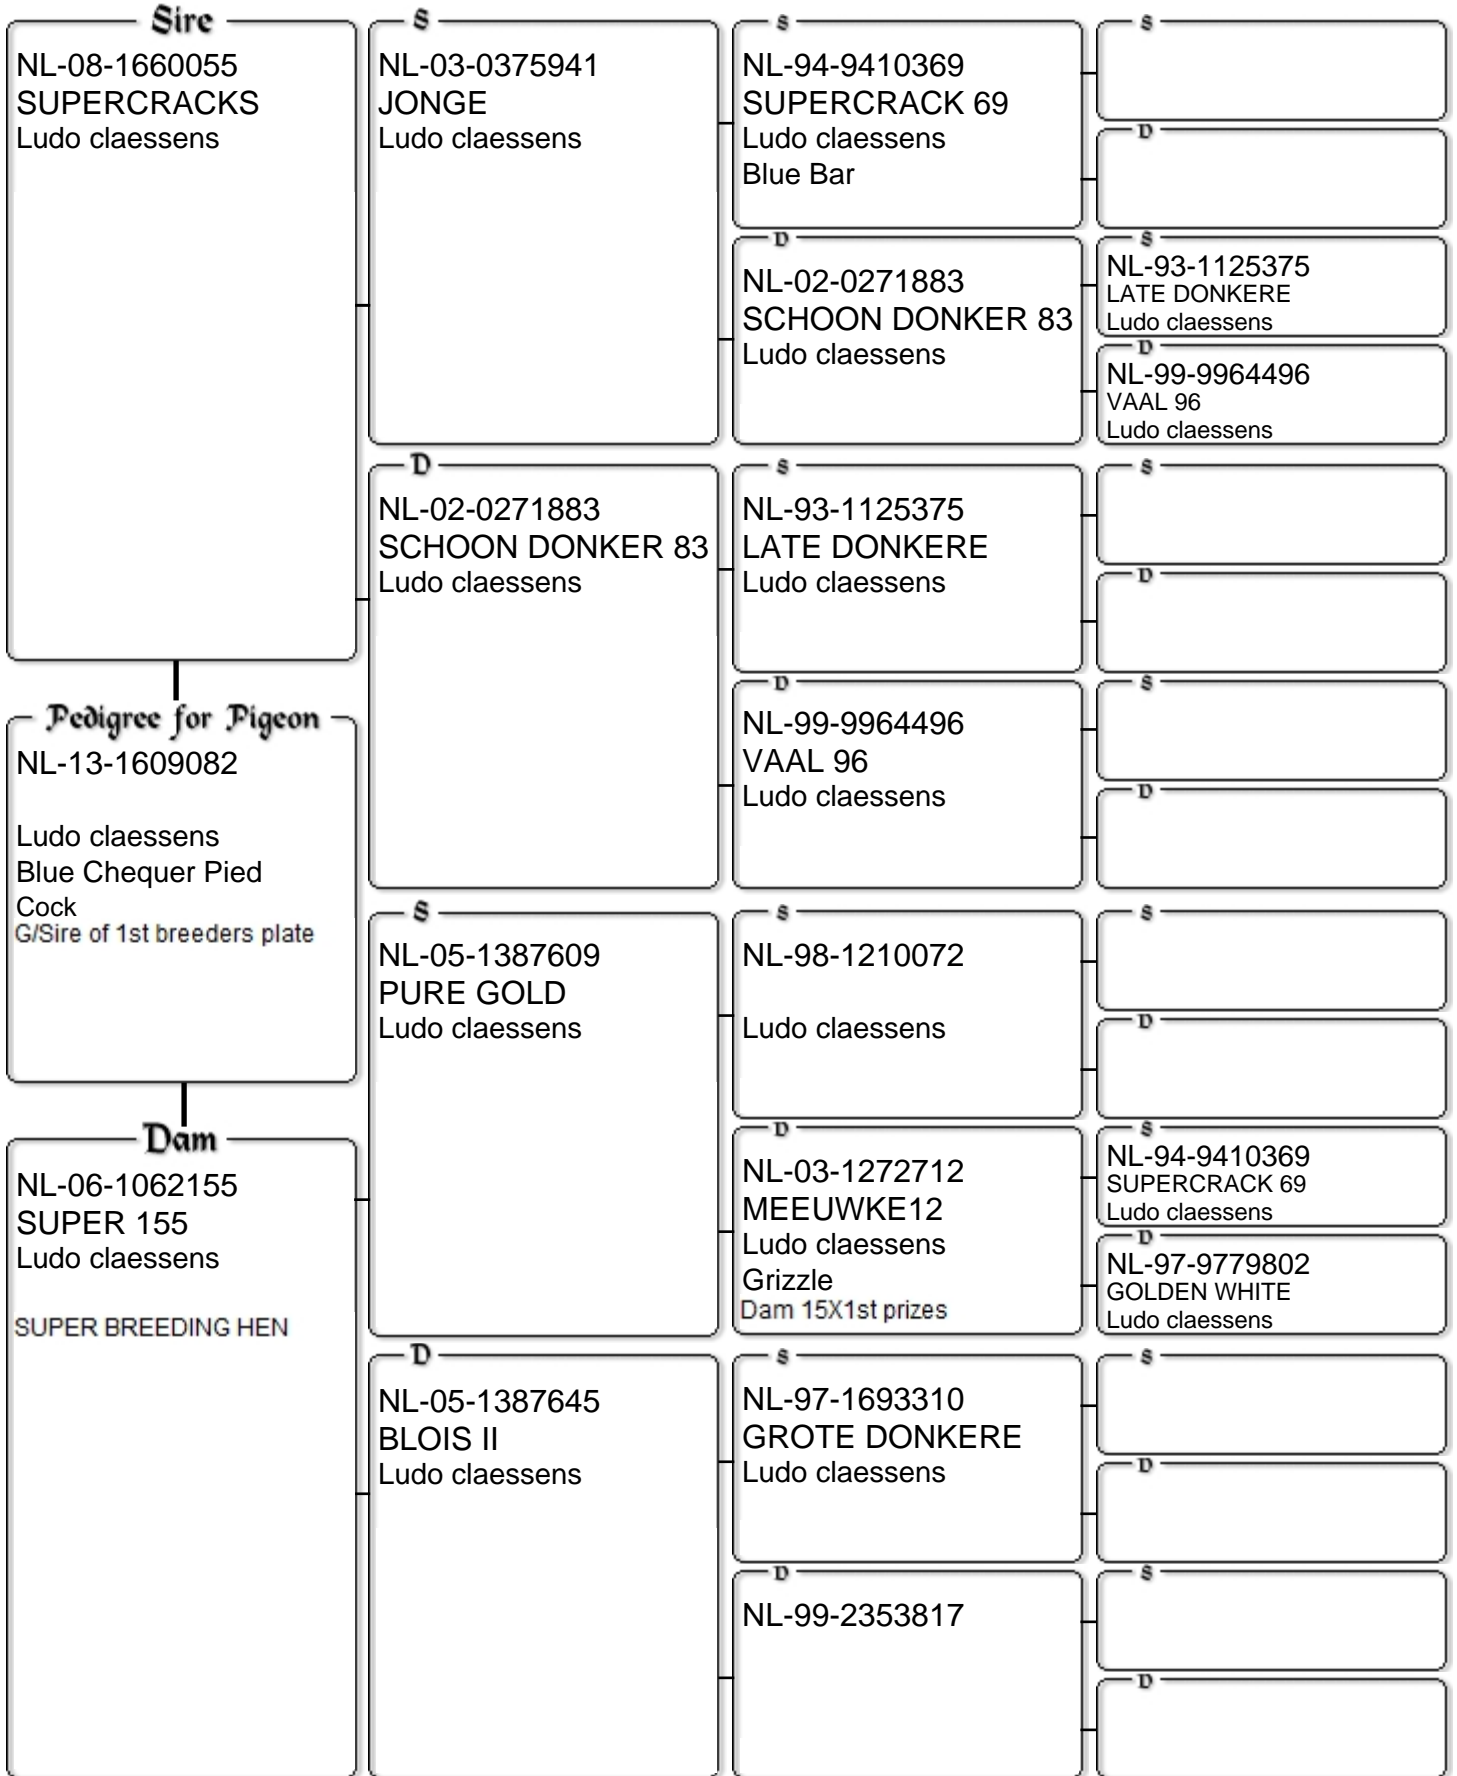 Sire
NL-08-1660055
SUPERCRACKS
Ludo claessens
Pedigree for Pigeon
NL-13-1609082
Ludo claessens
Blue Chequer Pied
Cock
G/Sire of 1st breeders plate
Dam
NL-06-1062155
SUPER 155
Ludo claessens
SUPER BREEDING HEN
S
NL-03-0375941
JONGE
Ludo claessens
D
NL-02-0271883
SCHOON DONKER 83
Ludo claessens
S
NL-05-1387609
PURE GOLD
Ludo claessens
D
NL-05-1387645
BLOIS II
Ludo claessens
S
NL-94-9410369
SUPERCRACK 69
Ludo claessens
Blue Bar
D
NL-02-0271883
SCHOON DONKER 83
Ludo claessens
S
NL-93-1125375
LATE DONKERE
Ludo claessens
D
NL-99-9964496
VAAL 96
Ludo claessens
S
NL-98-1210072
Ludo claessens
D
NL-03-1272712
MEEUWKE12
Ludo claessens
Grizzle
Dam 15X1st prizes
S
NL-97-1693310
GROTE DONKERE
Ludo claessens
D
NL-99-2353817
S
D
S
NL-93-1125375
LATE DONKERE
Ludo claessens
D
NL-99-9964496
VAAL 96
Ludo claessens
S
D
S
D
S
D
S
NL-94-9410369
SUPERCRACK 69
Ludo claessens
D
NL-97-9779802
GOLDEN WHITE
Ludo claessens
S
D
S
D